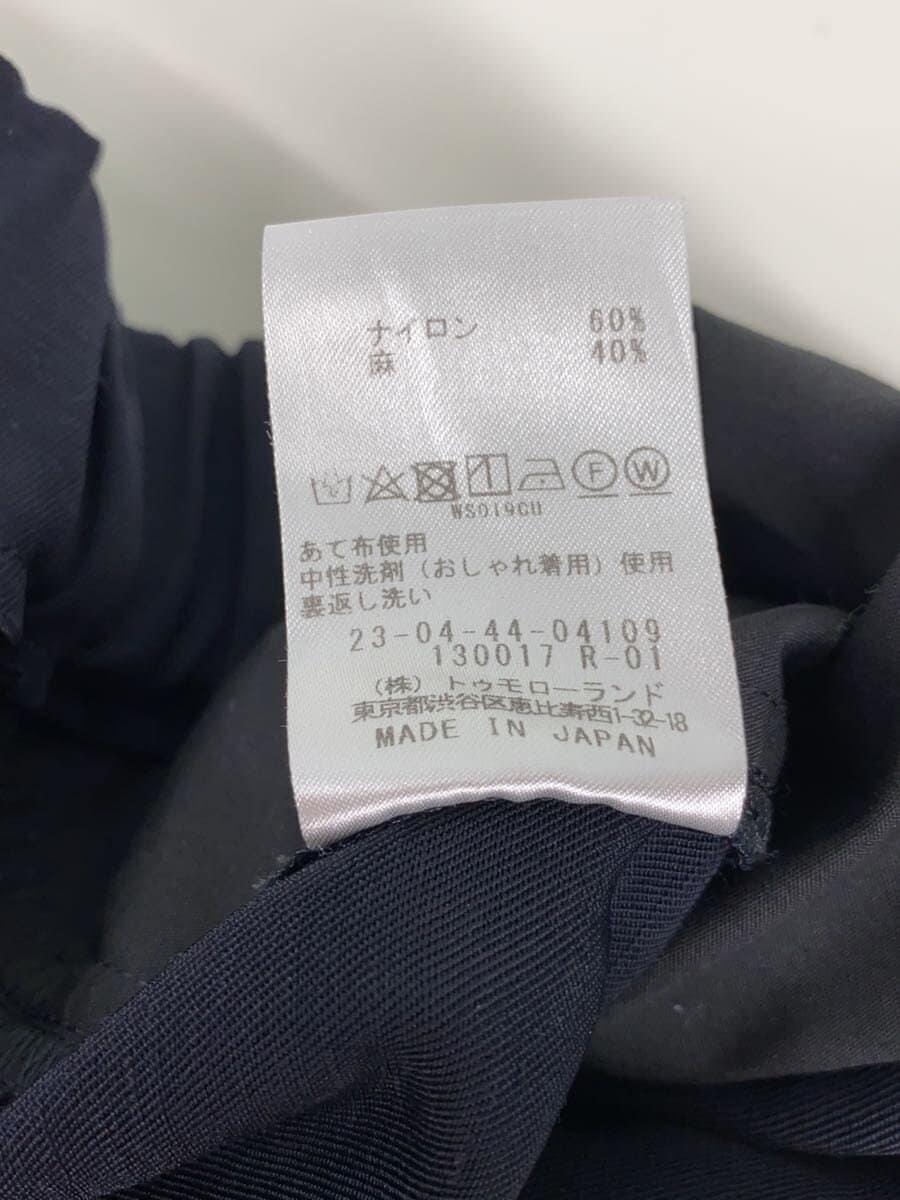 ナイロン 60%
麻 40%
F W
WS019CU
あて布使用
中性洗剤(おしゃれ着用)使用
裏返し洗い
23-04-44-04109
130017 R-01
(株)トゥモローランド
東京都渋谷区恵比寿西1-32-18
MADE IN JAPAN